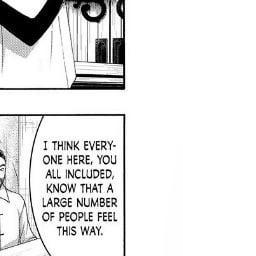 I THINK EVERY-
ONE HERE, YOU
ALL INCLUDED,
KNOW THAT A
LARGE NUMBER
OF PEOPLE FEEL
THIS WAY.